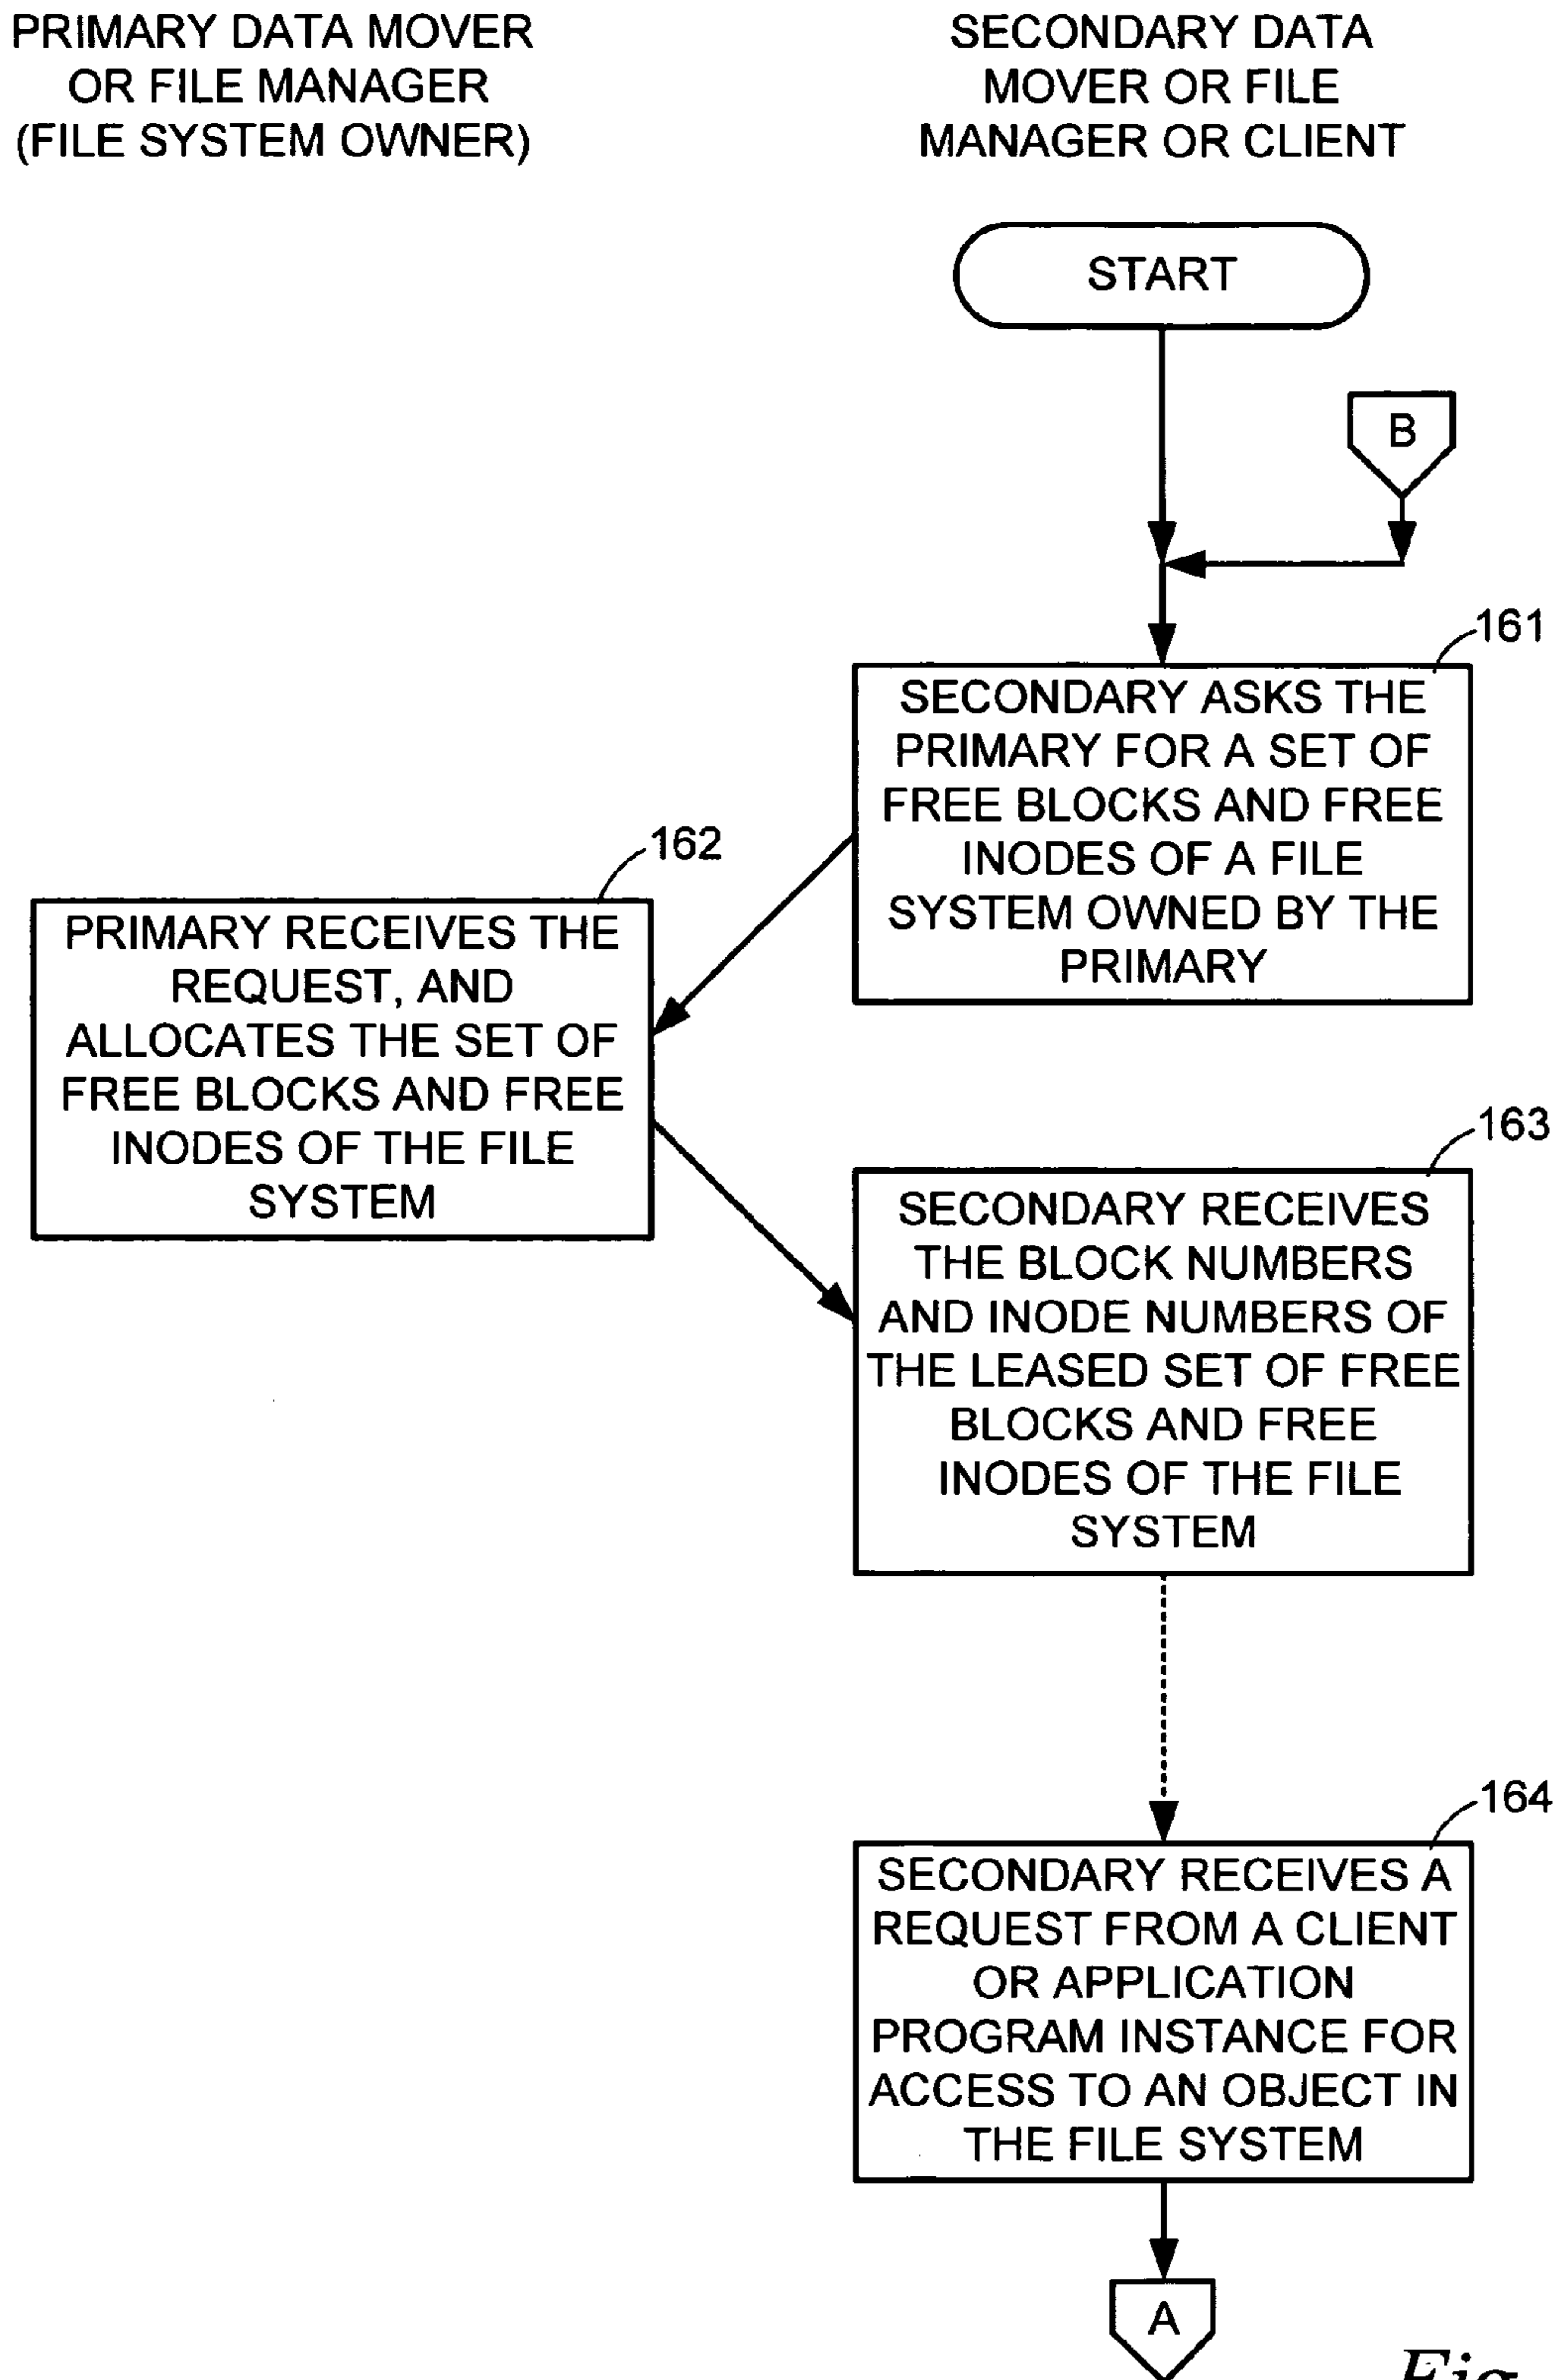 PRIMARY DATA MOVER
OR FILE MANAGER
(FILE SYSTEM OWNER)
SECONDARY DATA
MOVER OR FILE
MANAGER OR CLIENT
START
B
161
SECONDARY ASKS THE
PRIMARY FOR A SET OF
FREE BLOCKS AND FREE
INODES OF A FILE
SYSTEM OWNED BY THE
PRIMARY
162
PRIMARY RECEIVES THE
REQUEST, AND
ALLOCATES THE SET OF
FREE BLOCKS AND FREE
INODES OF THE FILE
SYSTEM
163
SECONDARY RECEIVES
THE BLOCK NUMBERS
AND INODE NUMBERS OF
THE LEASED SET OF FREE
BLOCKS AND FREE
INODES OF THE FILE
SYSTEM
164
SECONDARY RECEIVES A
REQUEST FROM A CLIENT
OR APPLICATION
PROGRAM INSTANCE FOR
ACCESS TO AN OBJECT IN
THE FILE SYSTEM
A